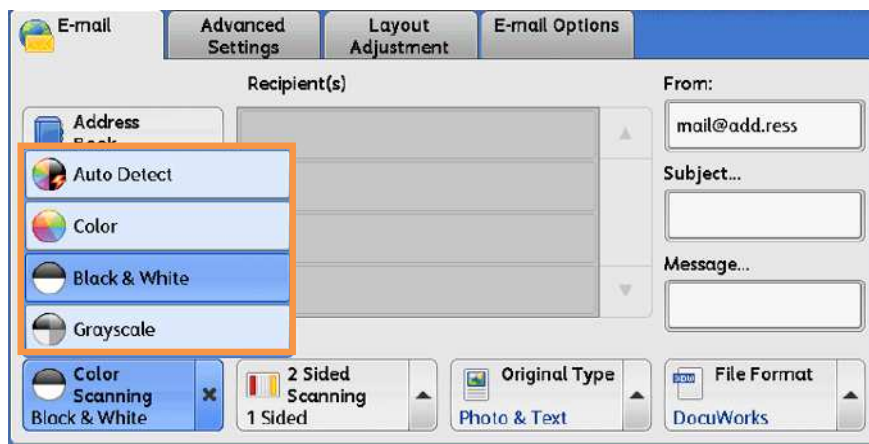 E-mail
Advanced
Settings
Layout
Adjustment
E-mail Options
Recipient(s)
From:
Address
Book
mail@add.ress
Auto Detect
Subject...
Color
Black & White
Message...
Grayscale
Color
Scanning
Black & White
2 Sided
Scanning
1 Sided
Original Type
Photo & Text
File Format
DocuWorks